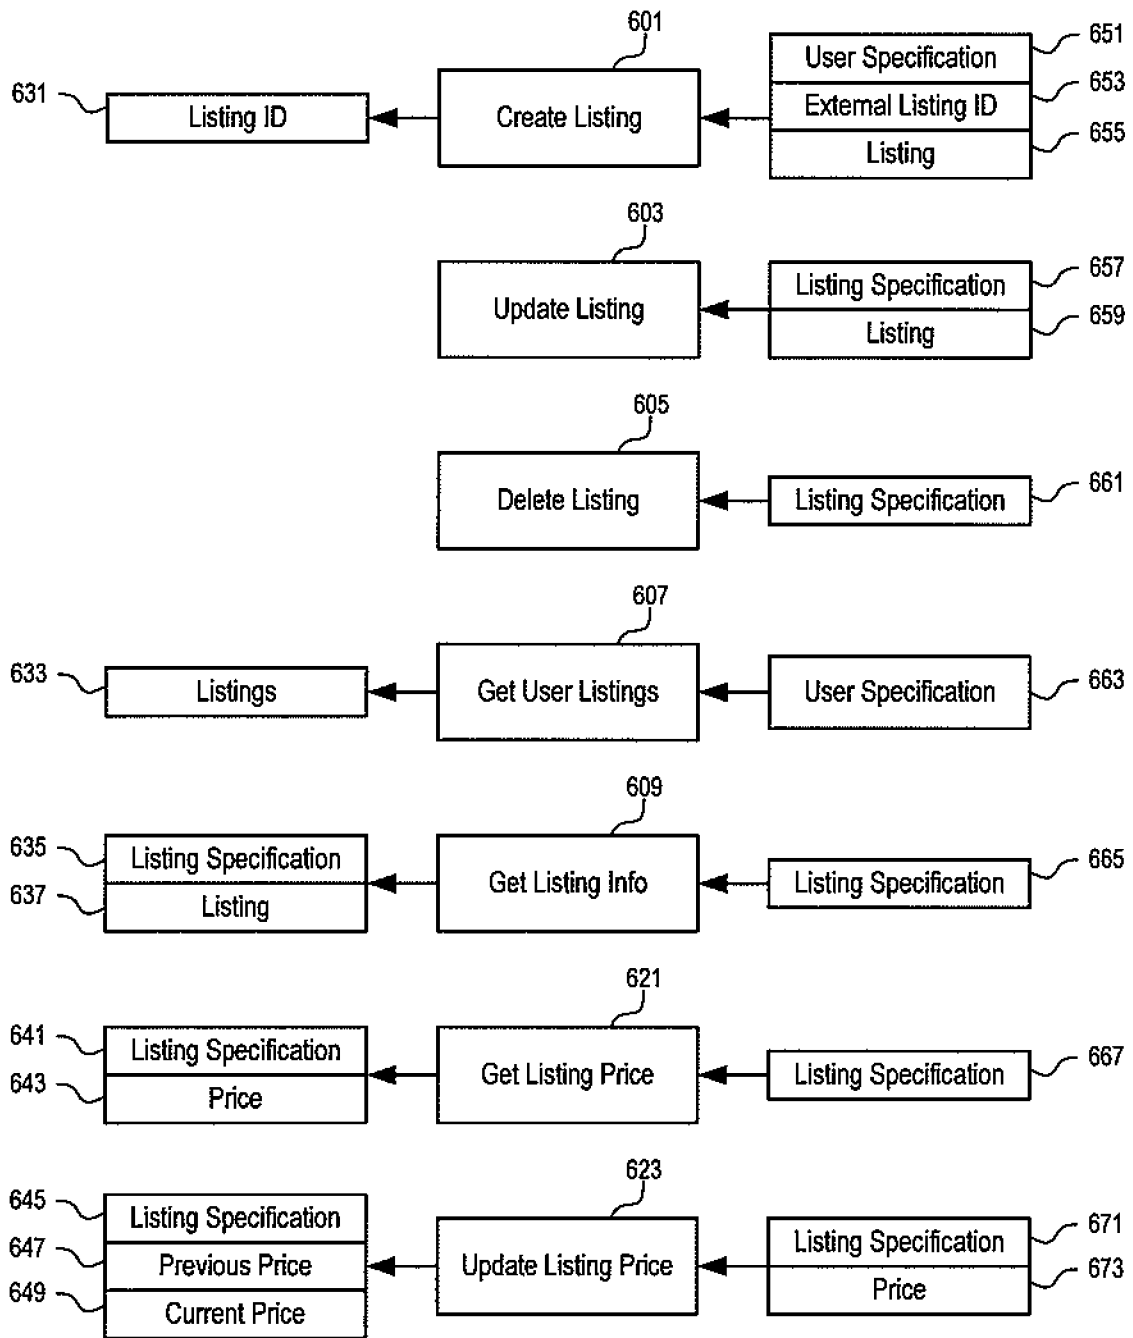 601
651
User Specification
631
653
Listing ID
Create Listing
External Listing ID
655
Listing
603
657
Listing Specification
Update Listing
659
Listing
605
661
Delete Listing
Listing Specification
607
633
663
Listings
Get User Listings
User Specification
609
635
665
Listing Specification
Get Listing Info
Listing Specification
637
Listing
621
641
667
Listing Specification
Get Listing Price
Listing Specification
643
Price
623
645
671
Listing Specification
Listing Specification
647
Previous Price
Update Listing Price
673
649
Price
Current Price